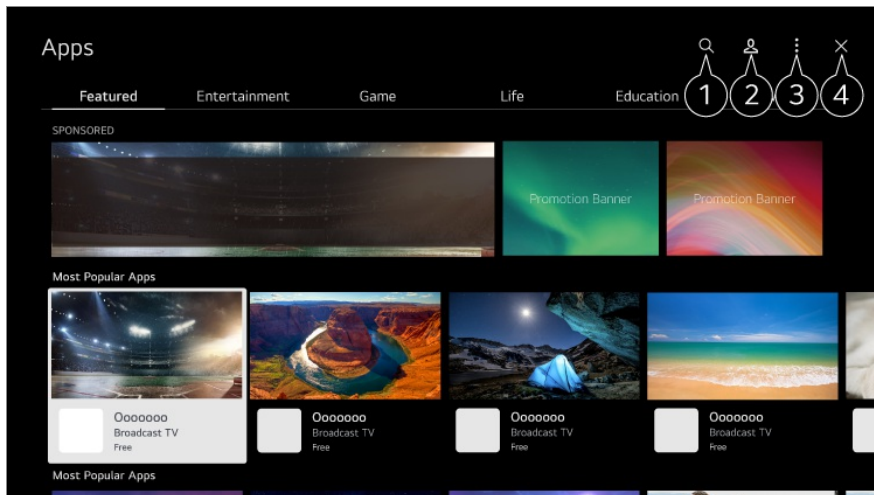 Apps
Featured Entertainment Game Life Education
1 2 3 4
SPONSORED
Promotion Banner Promotion Banner
Most Popular Apps
Ooooooo Ooooooo Ooooooo Ooooooo
Broadcast TV Broadcast TV Broadcast TV Broadcast TV
Free Free Free Free
Most Popular Apps